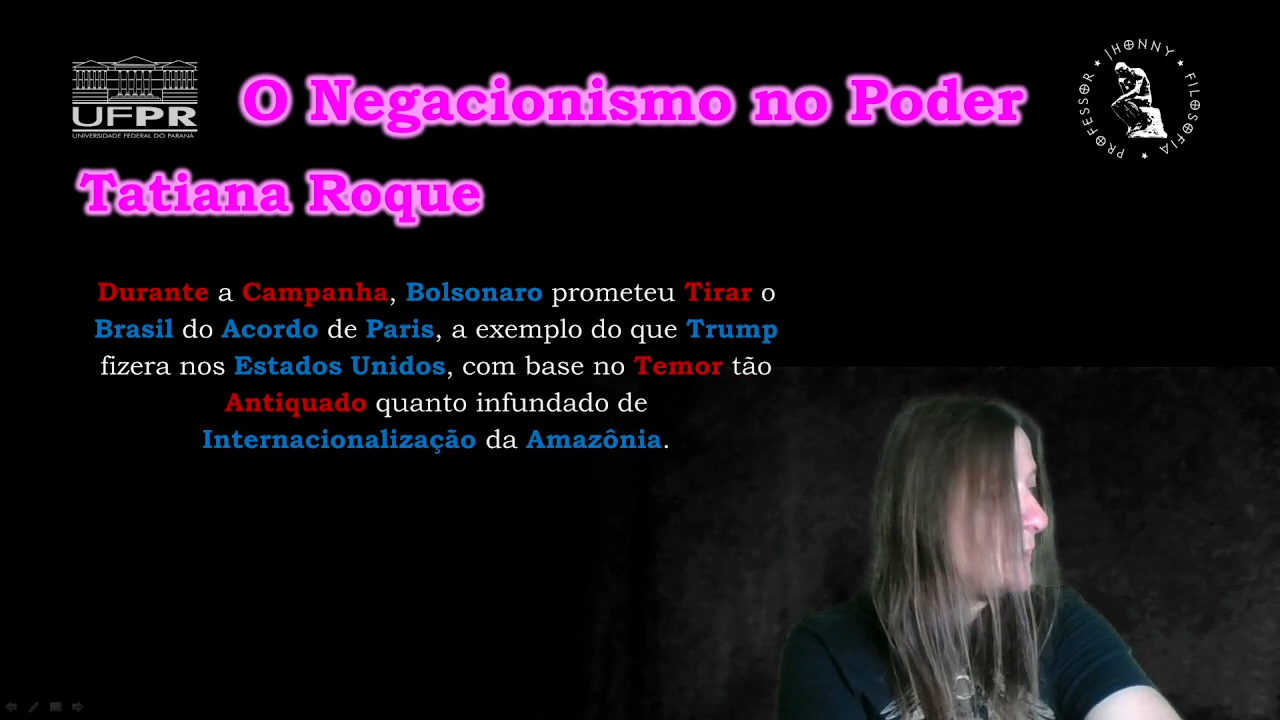 UFPR
UNIVERSIDADE FEDERAL DO PARANÁ
O Negacionismo no Poder
PROFESSOR ★ JHONNY ★ FILOSOFIA ★
Tatiana Roque
Durante a Campanha, Bolsonaro prometeu Tirar o
Brasil do Acordo de Paris, a exemplo do que Trump
fizera nos Estados Unidos, com base no Temor tão
Antiquado quanto infundado de
Internacionalização da Amazônia.